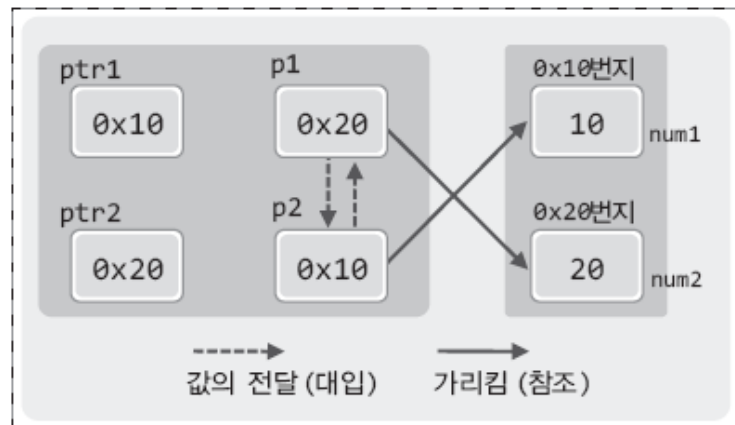 ptr1
p1
0x10번지
0x10
0x20
10
num1
ptr2
p2
0x20번지
0x20
0x10
20
num2
값의 전달(대입)
가리킴(참조)